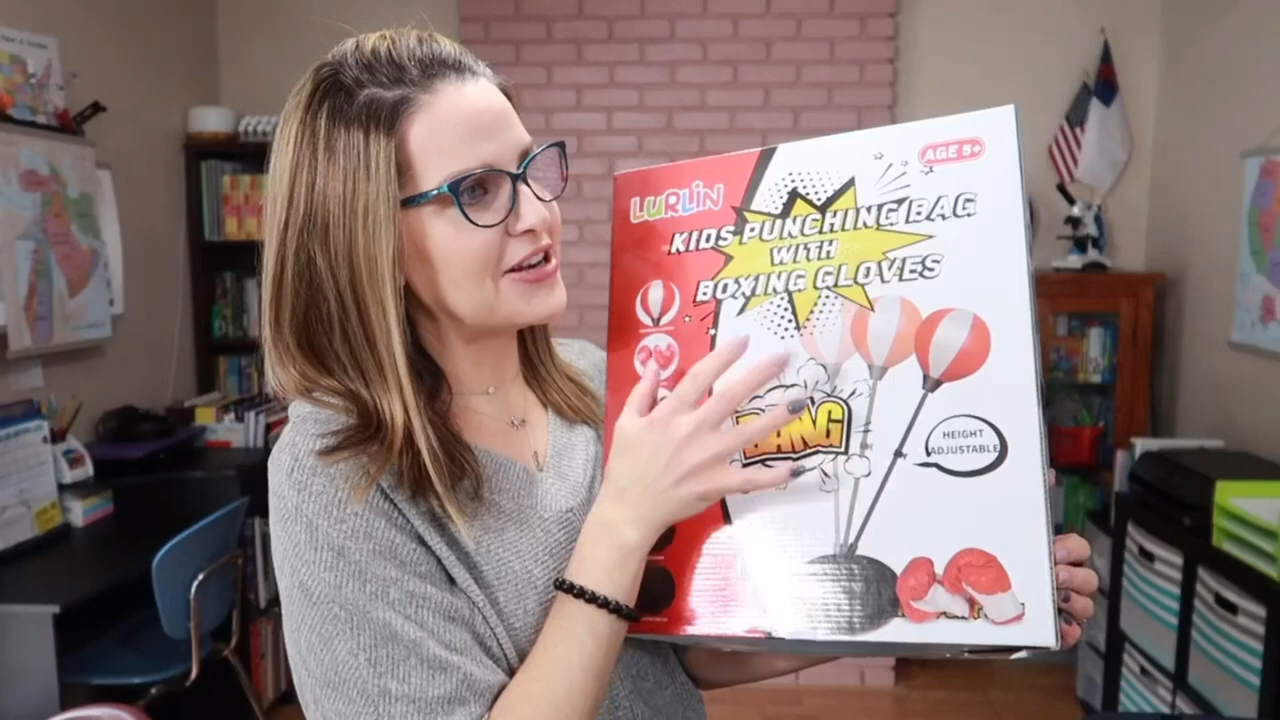 LURLIN
AGE 5+
KIDS PUNCHING BAG
WITH
BOXING GLOVES
BANG
HEIGHT
ADJUSTABLE